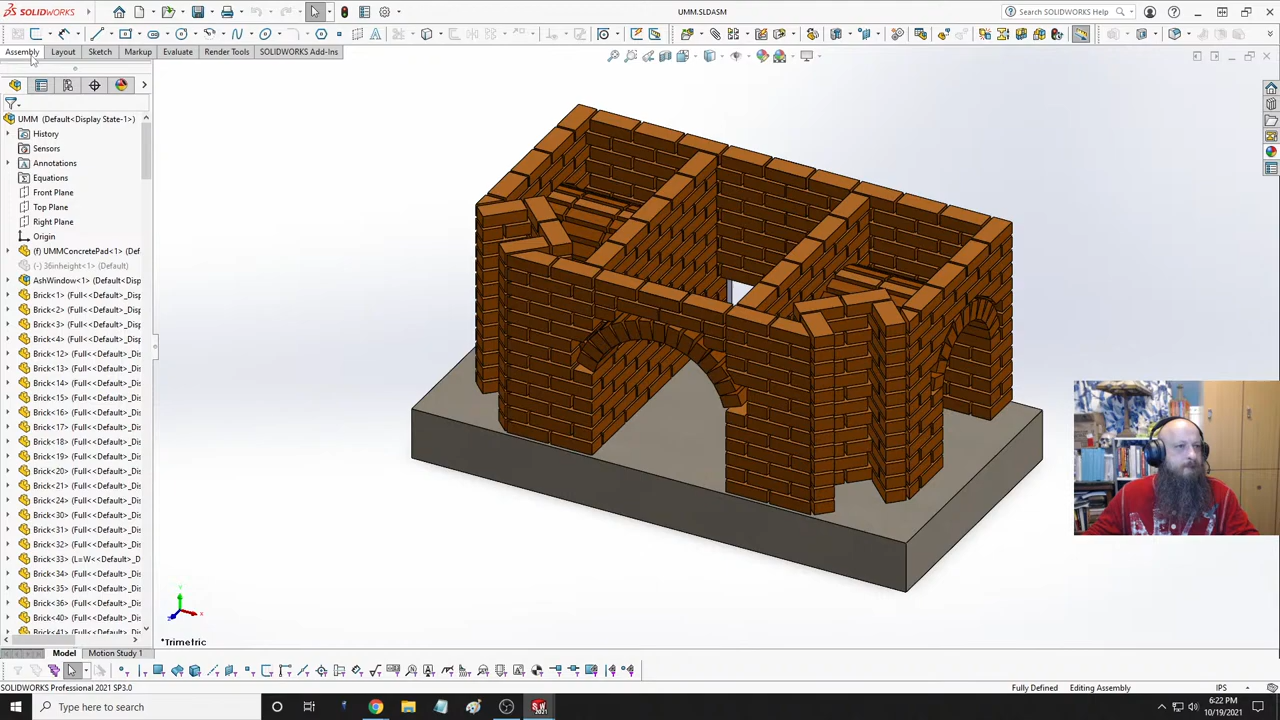 SOLIDWORKS
UMM.SLDASM
Search SOLIDWORKS Help
Assembly
Layout
Sketch
Markup
Evaluate
Render Tools
SOLIDWORKS Add-Ins
UMM (Default<Display State-1>)
History
Sensors
Annotations
Equations
Front Plane
Top Plane
Right Plane
Origin
(f) UMMConcretePad<1> (Def
(-) 36inheight<1> (Default)
AshWindow<1> (Default<Disp
Brick<1> (Full<<Default>_Disp
Brick<2> (Full<<Default>_Disp
Brick<3> (Full<<Default>_Disp
Brick<4> (Full<<Default>_Disp
Brick<12> (Full<<Default>_Dis
Brick<13> (Full<<Default>_Dis
Brick<14> (Full<<Default>_Dis
Brick<15> (Full<<Default>_Dis
Brick<16> (Full<<Default>_Dis
Brick<17> (Full<<Default>_Dis
Brick<18> (Full<<Default>_Dis
Brick<19> (Full<<Default>_Dis
Brick<20> (Full<<Default>_Dis
Brick<21> (Full<<Default>_Dis
Brick<24> (Full<<Default>_Dis
Brick<30> (Full<<Default>_Dis
Brick<31> (Full<<Default>_Dis
Brick<32> (Full<<Default>_Dis
Brick<33> (L=W<<Default>_D
Brick<34> (Full<<Default>_Dis
Brick<35> (Full<<Default>_Dis
Brick<36> (Full<<Default>_Dis
Brick<40> (Full<<Default>_Dis
Brick<41> (Full<<Default>_Dis
*Trimetric
Model
Motion Study 1
SOLIDWORKS Professional 2021 SP3.0
Fully Defined
Editing Assembly
IPS
Type here to search
6:22 PM
10/19/2021